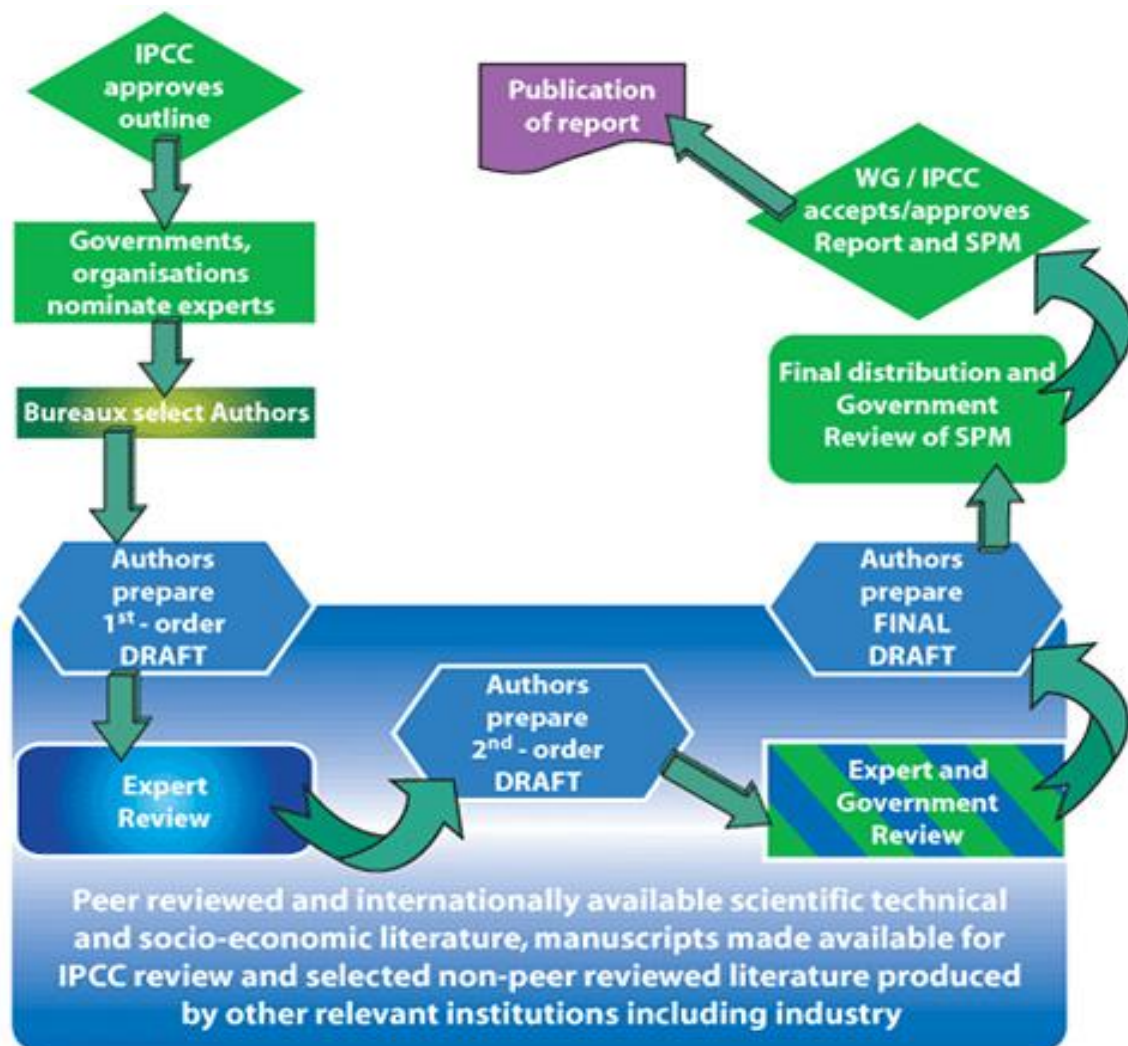 IPCC
approves
outline
Governments,
organisations
nominate experts
Bureaux select Authors
Authors
prepare
1st - order
DRAFT
Expert
Review
Authors
prepare
2nd - order
DRAFT
Expert and
Government
Review
Authors
prepare
FINAL
DRAFT
Final distribution and
Government
Review of SPM
WG / IPCC
accepts/approves
Report and SPM
Publication
of report
Peer reviewed and internationally available scientific technical
and socio-economic literature, manuscripts made available for
IPCC review and selected non-peer reviewed literature produced
by other relevant institutions including industry